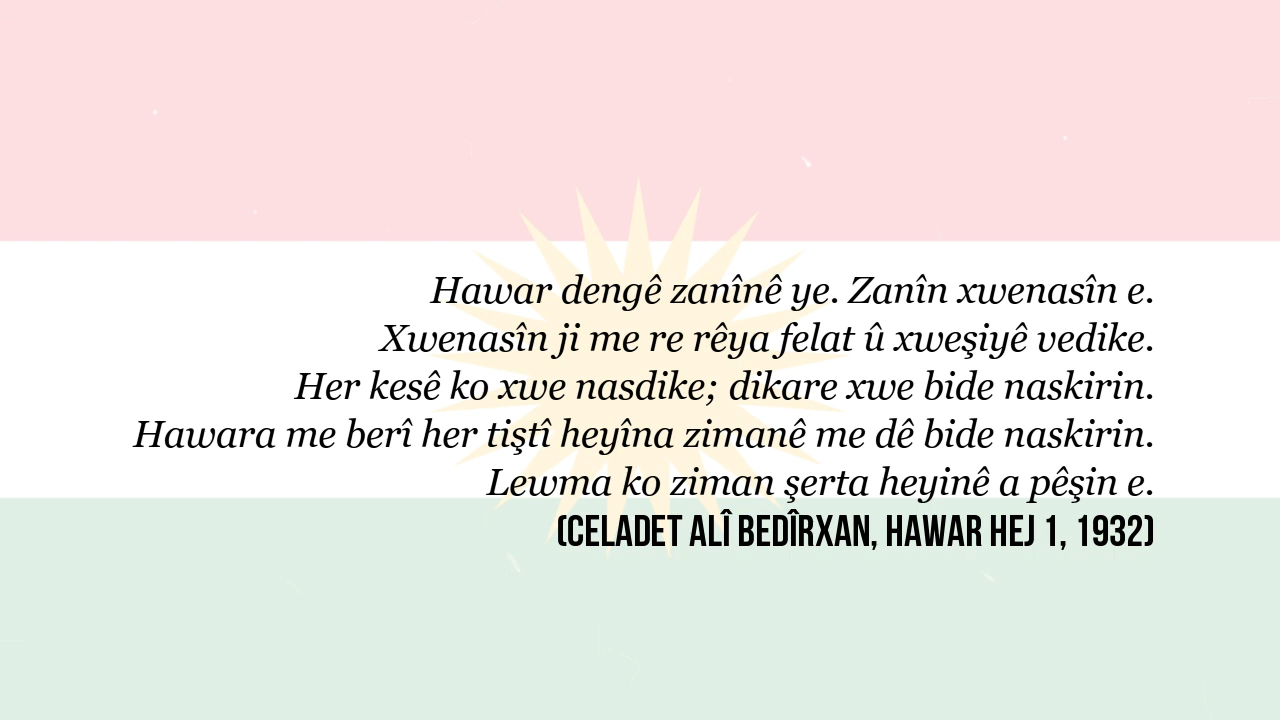 Hawar dengê zanînê ye. Zanîn xwenasîn e.
Xwenasîn ji me re rêya felat û xweşiyê vedike.
Her kesê ko xwe nasdike; dikare xwe bide naskirin.
Hawara me berî her tiştî heyîna zimanê me dê bide naskirin.
Lewma ko ziman şerta heyinê a pêşin e.
(CELADET ALÎ BEDÎRXAN, HAWAR HEJ 1, 1932)